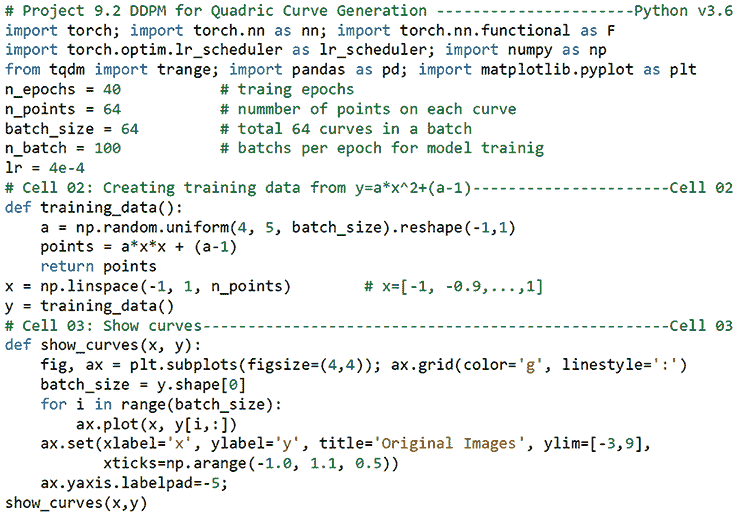 # Project 9.2 DDPM for Quadric Curve Generation ----------------------Python v3.6
import torch; import torch.nn as nn; import torch.nn.functional as F
import torch.optim.lr_scheduler as lr_scheduler; import numpy as np
from tqdm import trange; import pandas as pd; import matplotlib.pyplot as plt
n_epochs = 40           # traing epochs
n_points = 64           # nummber of points on each curve
batch_size = 64         # total 64 curves in a batch
n_batch = 100           # batchs per epoch for model trainig
lr = 4e-4
# Cell 02: Creating training data from y=a*x^2+(a-1)----------------------Cell 02
def training_data():
    a = np.random.uniform(4, 5, batch_size).reshape(-1,1)
    points = a*x*x + (a-1)
    return points
x = np.linspace(-1, 1, n_points)        # x=[-1, -0.9,...,1]
y = training_data()
# Cell 03: Show curves----------------------------------------------------Cell 03
def show_curves(x, y):
    fig, ax = plt.subplots(figsize=(4,4)); ax.grid(color='g', linestyle=':')
    batch_size = y.shape[0]
    for i in range(batch_size):
        ax.plot(x, y[i,:])
    ax.set(xlabel='x', ylabel='y', title='Original Images', ylim=[-3,9],
           xticks=np.arange(-1.0, 1.1, 0.5))
    ax.yaxis.labelpad=-5;
show_curves(x,y)